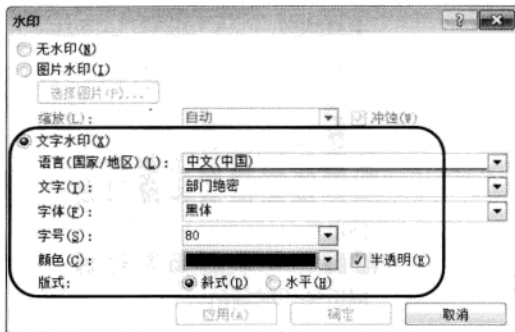 水印
无水印(N)
图片水印(I)
选择图片(P)...
缩放(L): 自动 冲蚀(W)
文字水印(X)
语言(国家/地区)(L): 中文(中国)
文字(T): 部门绝密
字体(F): 黑体
字号(S): 80
颜色(C): 半透明(E)
版式: 斜式(D) 水平(H)
应用(A) 确定 取消